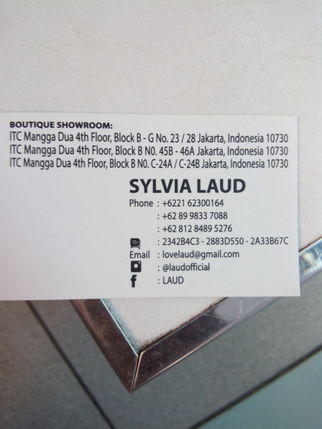 BOUTIQUE SHOWROOM:
ITC Mangga Dua 4th Floor, Block B - G No. 23 / 28 Jakarta, Indonesia 10730
ITC Mangga Dua 4th Floor, Block B N0. 45B - 46A Jakarta, Indonesia 10730
ITC Mangga Dua 4th Floor, Block B N0. C-24A / C-24B Jakarta, Indonesia 10730
SYLVIA LAUD
Phone : +6221 62300164
: +62 89 9833 7088
: +62 812 8489 5276
: 2342B4C3 - 2883D550 - 2A33B67C
Email : lovelaud@gmail.com
: @laudofficial
f : LAUD